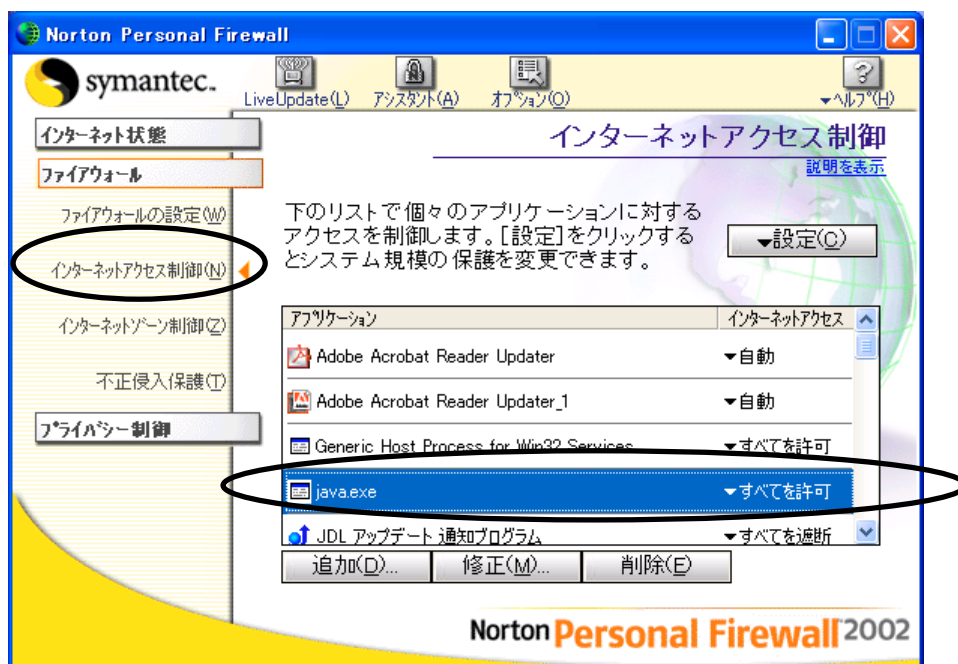 Norton Personal Firewall
symantec.
LiveUpdate(L) アシスタント(A) オプション(O) ▼ヘルプ(H)
インターネット状態
ファイアウォール
ファイアウォールの設定(W)
インターネットアクセス制御(N)
インターネットゾーン制御(Z)
不正侵入保護(T)
プライバシー制御
インターネットアクセス制御
説明を表示
下のリストで個々のアプリケーションに対する
アクセスを制御します。[設定]をクリックする
とシステム規模の保護を変更できます。
▼設定(C)
アプリケーション インターネットアクセス
Adobe Acrobat Reader Updater ▼自動
Adobe Acrobat Reader Updater_1 ▼自動
Generic Host Process for Win32 Services ▼すべてを許可
java.exe ▼すべてを許可
JDL アップデート通知プログラム ▼すべてを遮断
追加(D)... 修正(M)... 削除(E)
Norton Personal Firewall 2002